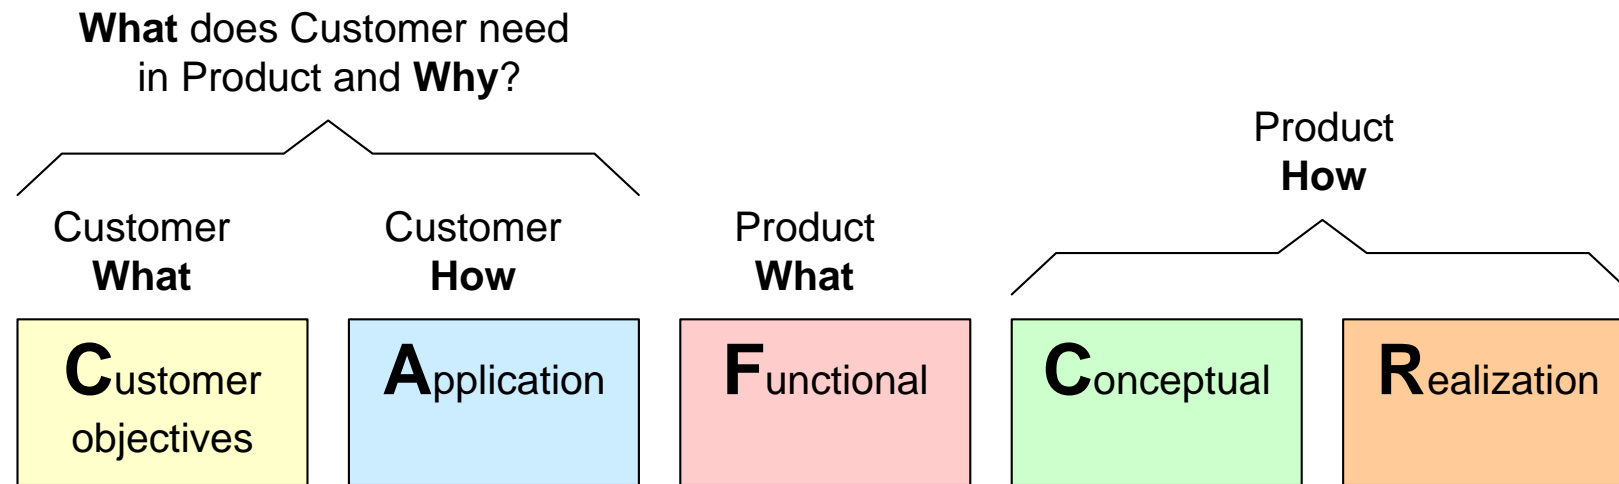 What does Customer need
in Product and Why?
Product
How
Customer
What
Customer
How
Product
What
Customer
objectives
Application
Functional
Conceptual
Realization